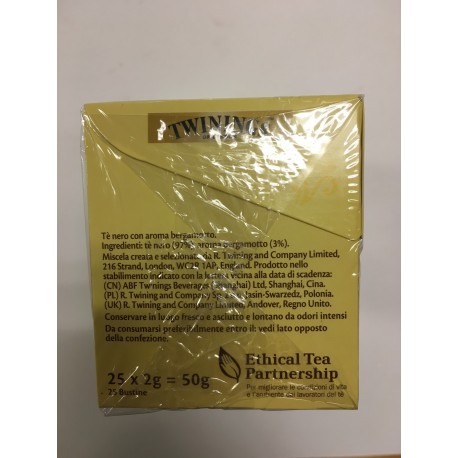 TWININGS
Tè nero con aroma bergamotto.
Ingredienti: tè nero (97%), aroma bergamotto (3%).
Miscela creata e selezionata da R. Twining and Company Limited,
216 Strand, London, WC2R 1AP, England. Prodotto nello
stabilimento indicato con la lettera vicina alla data di scadenza:
(CN) ABF Twinings Beverages (Shanghai) Ltd, Shanghai, Cina.
(PL) R. Twining and Company Sp. z o.o. Jasin-Swarzedz, Polonia.
(UK) R. Twining and Company Limited, Andover, Regno Unito.
Conservare in luogo fresco e asciutto e lontano da odori intensi
Da consumarsi preferibilmente entro il: vedi lato opposto
della confezione.
25 x 2g = 50g
25 Bustine
Ethical Tea
Partnership
Per migliorare le condizioni di vita
e l'ambiente dei lavoratori del tè